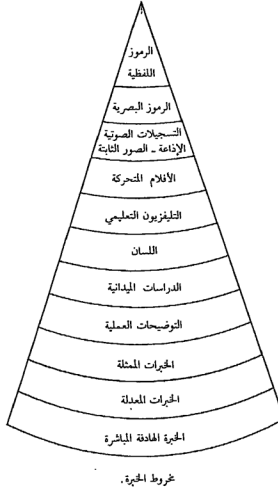 الرموز
اللفظية
الرموز البصرية
التسجيلات الصوتية
الإذاعة - الصور الثابتة
الأفلام المتحركة
التليفزيون التعليمي
اللسان
الدراسات الميدانية
التوضيحات العملية
الخبرات الممثلة
الخبرات المعدلة
الخبرة الهادفة المباشرة
مخروط الخبرة.